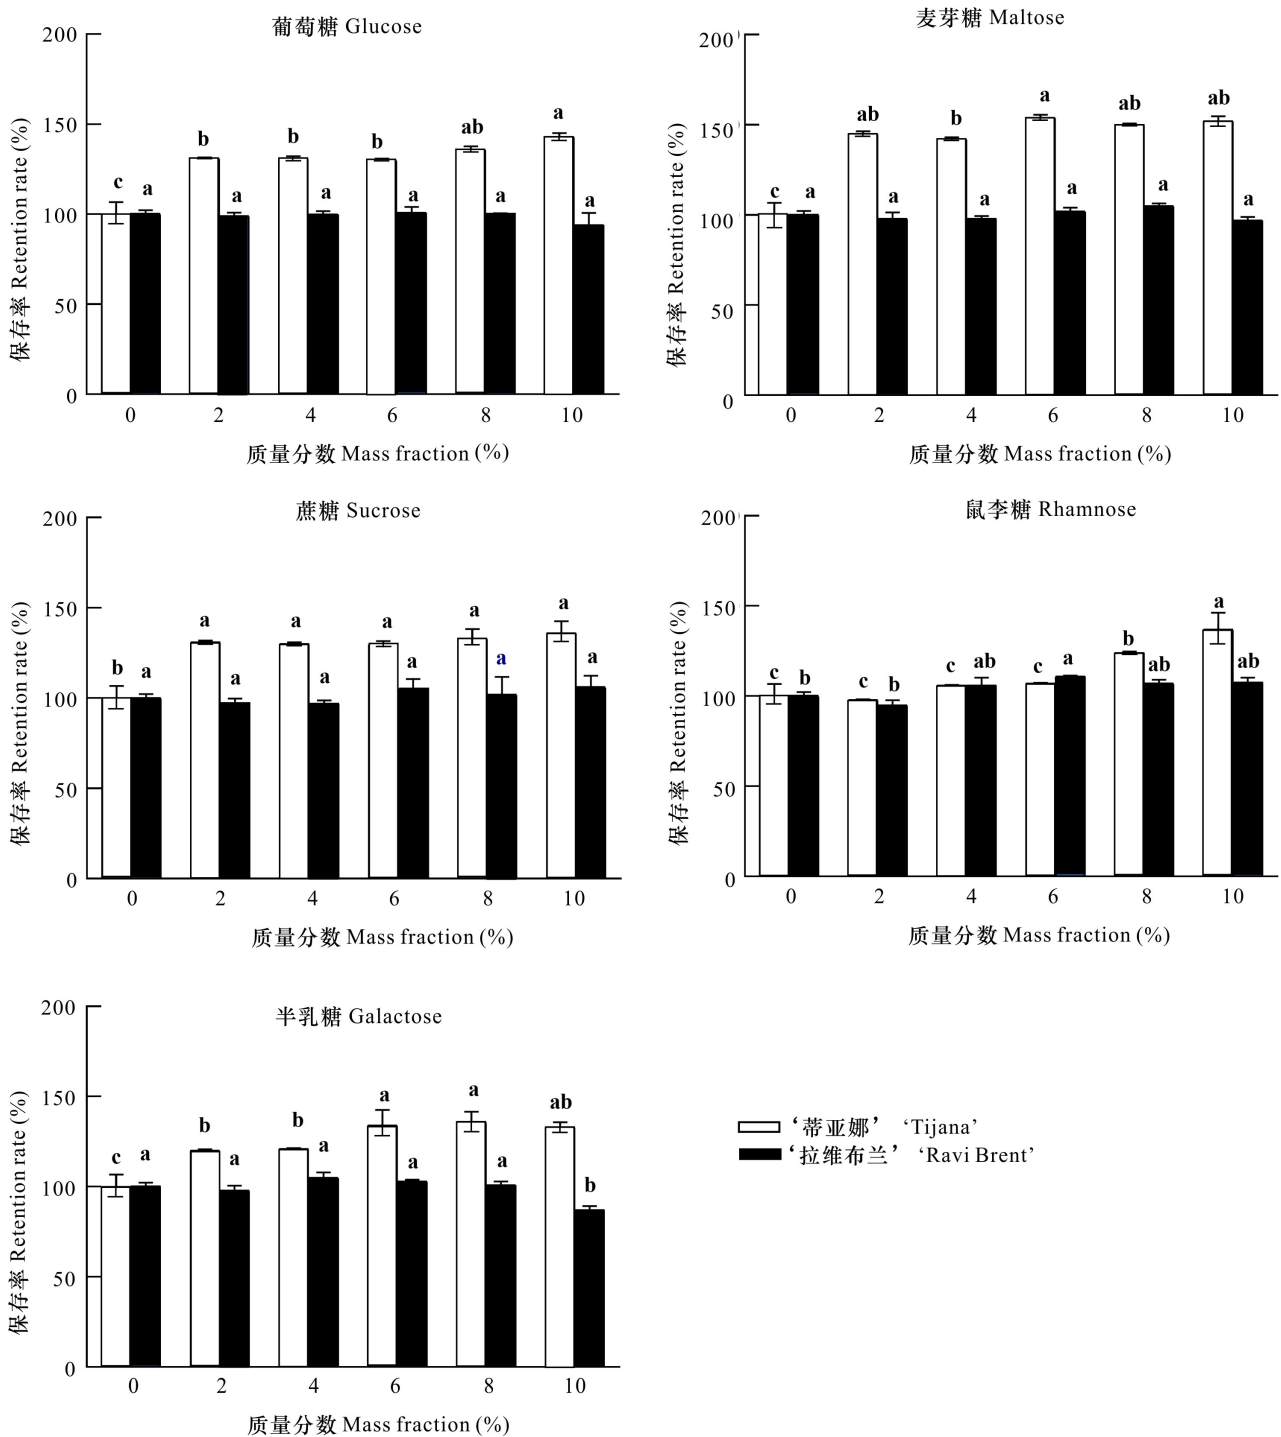 葡萄糖 Glucose
保存率 Retention rate (%)
200
150
100
50
0
c a b a b a b a ab a a a
0 2 4 6 8 10
质量分数 Mass fraction (%)
麦芽糖 Maltose
保存率 Retention rate (%)
200
150
100
50
0
c a ab a b a a a ab a ab a
0 2 4 6 8 10
质量分数 Mass fraction (%)
蔗糖 Sucrose
保存率 Retention rate (%)
200
150
100
50
0
b a a a a a a a a a a a
0 2 4 6 8 10
质量分数 Mass fraction (%)
鼠李糖 Rhamnose
保存率 Retention rate (%)
200
150
100
50
0
c b c b c ab c a b ab a ab
0 2 4 6 8 10
质量分数 Mass fraction (%)
半乳糖 Galactose
保存率 Retention rate (%)
200
150
100
50
0
c a b a b a a a a a ab b
0 2 4 6 8 10
质量分数 Mass fraction (%)
‘蒂亚娜’ ‘Tijana’
‘拉维布兰’ ‘Ravi Brent’